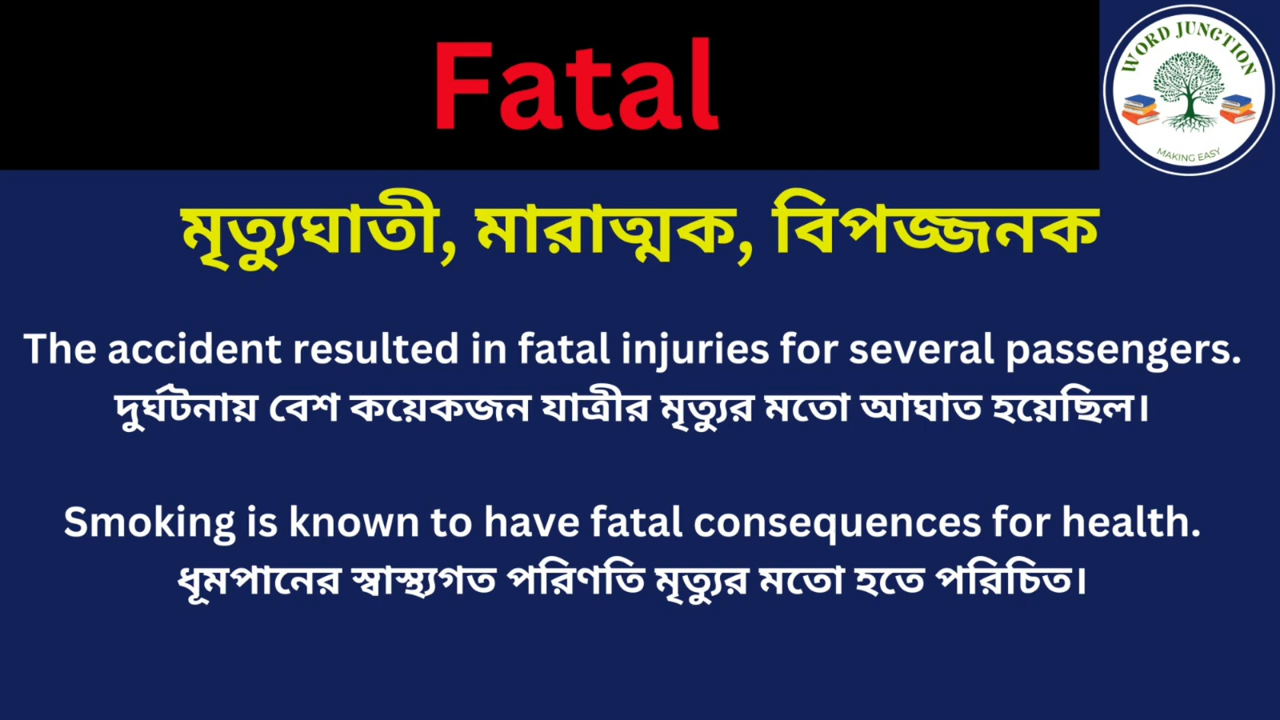 Fatal
WORD JUNCTION
MAKING EASY
মৃত্যুঘাতী, মারাত্মক, বিপজ্জনক
The accident resulted in fatal injuries for several passengers.
দুর্ঘটনায় বেশ কয়েকজন যাত্রীর মৃত্যুর মতো আঘাত হয়েছিল।
Smoking is known to have fatal consequences for health.
ধূমপানের স্বাস্থ্যগত পরিণতি মৃত্যুর মতো হতে পরিচিত।